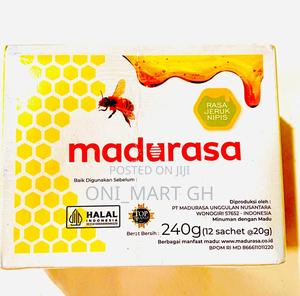 RASA
JERUK
NIPIS
madurasa
POSTED ON JIJI
Baik Digunakan Sebelum :
ONI_MART GH
HALAL
INDONESIA
TOP
Diproduksi oleh :
PT MADURASA UNGGULAN NUSANTARA
WONOGIRI 57652 - INDONESIA
Minuman dengan Madu
Berat Bersih : 240g (12 sachet @20g)
Berbagai manfaat madu : www.madurasa.co.id
BPOM RI MD 866611011220